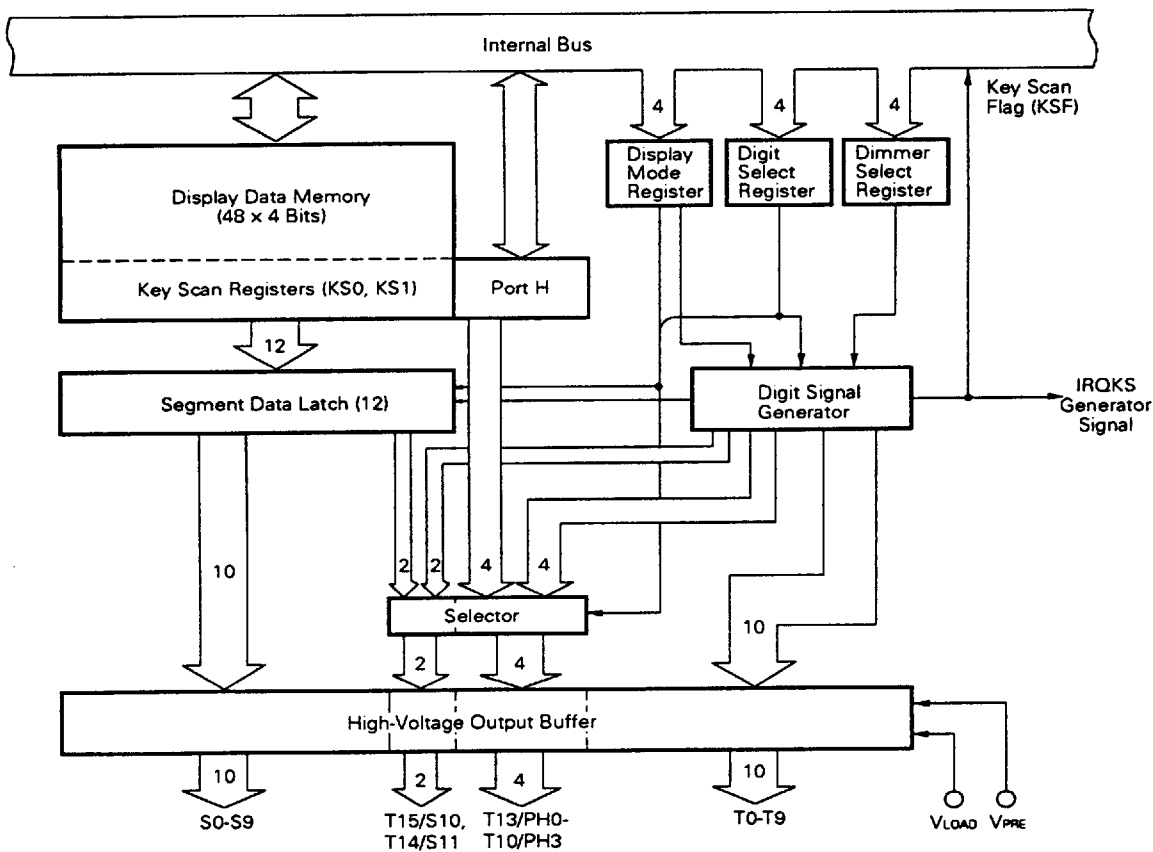 Internal Bus
Key Scan
Flag (KSF)
4
4
4
Display
Mode
Register
Digit
Select
Register
Dimmer
Select
Register
Display Data Memory
(48 x 4 Bits)
Key Scan Registers (KS0, KS1)
Port H
12
Segment Data Latch (12)
Digit Signal
Generator
IRQKS
Generator
Signal
10
2
2
4
4
Selector
10
2
4
High-Voltage Output Buffer
10
2
4
10
S0-S9
T15/S10,
T14/S11
T13/PH0-
T10/PH3
T0-T9
VLOAD
VPRE